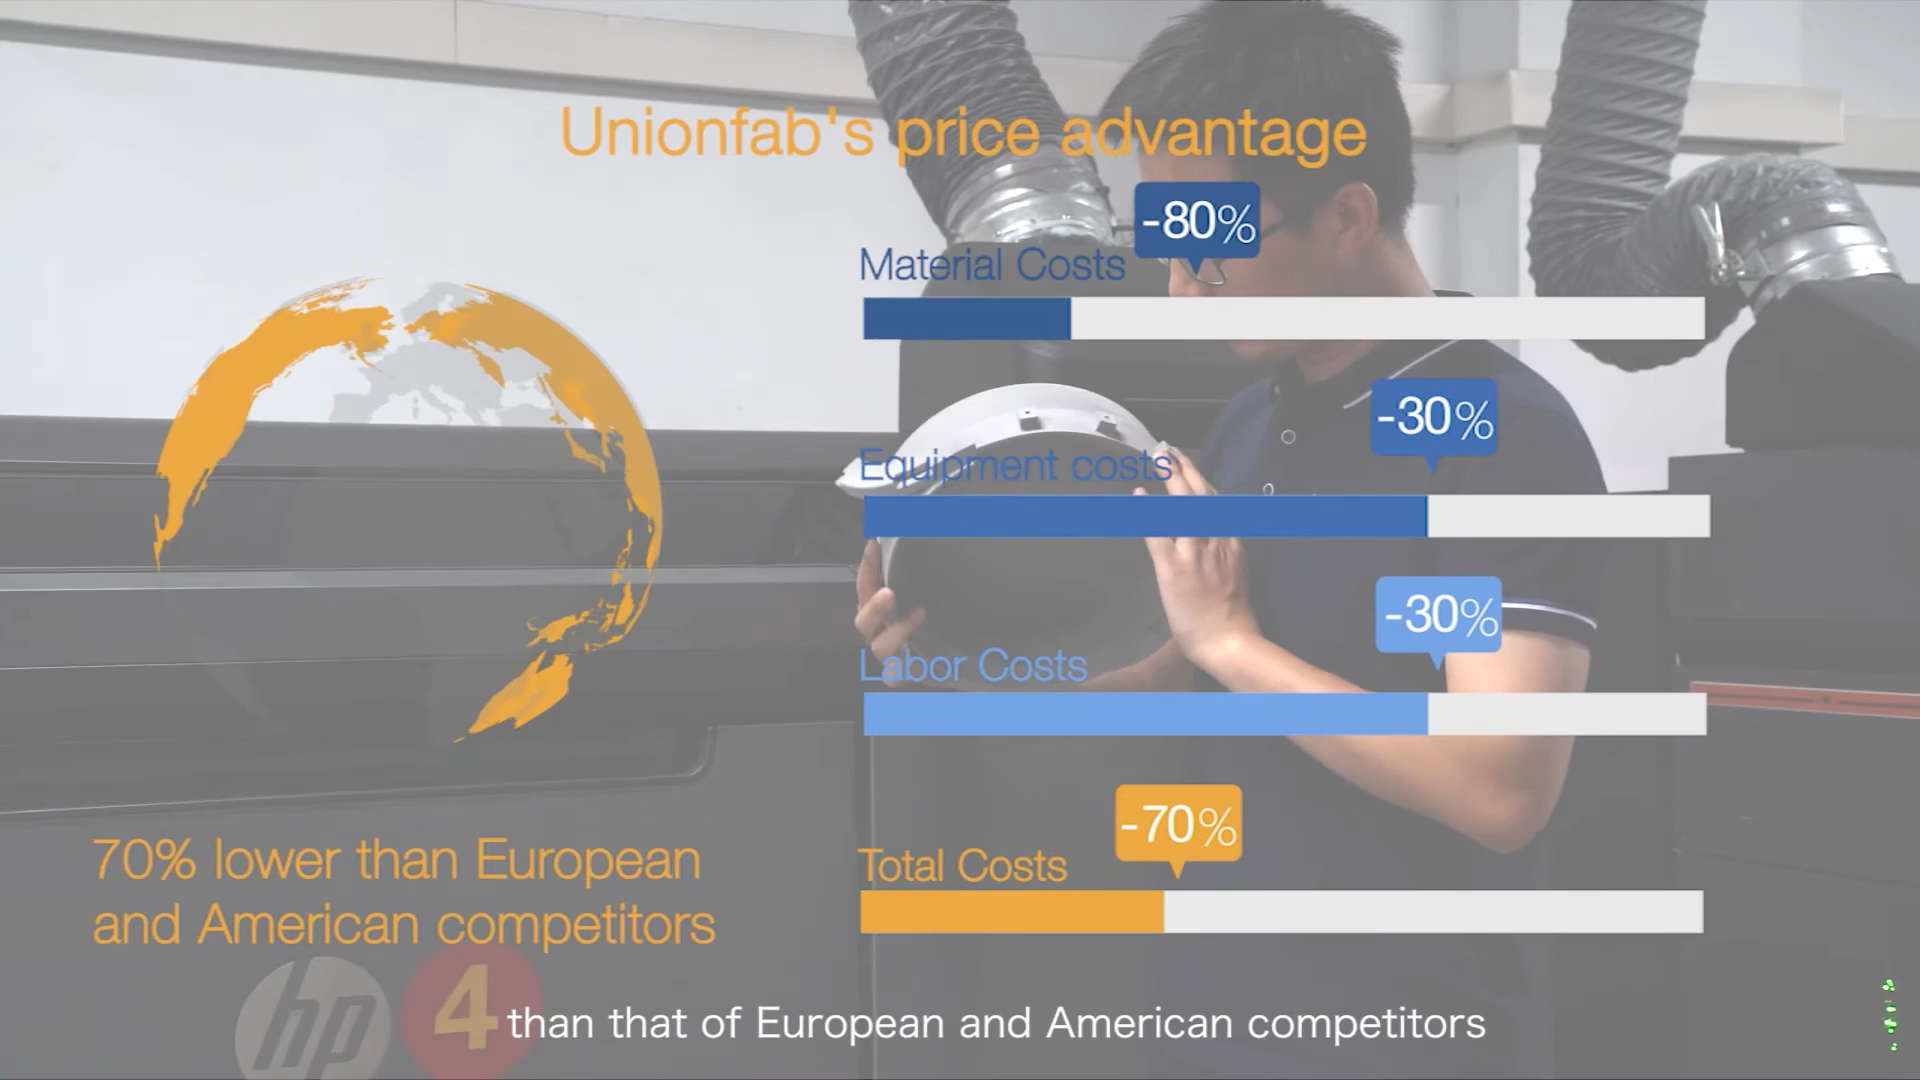 Unionfab's price advantage
-80%
Material Costs
-30%
Equipment costs
-30%
Labor Costs
-70%
Total Costs
70% lower than European
and American competitors
hp
4
than that of European and American competitors